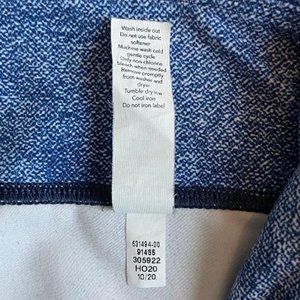 Wash inside out
Do not use fabric
softener
Machine wash cold
gentle cycle
Only non-chlorine
bleach when needed
Remove promptly
from washer and
dryer
Tumble dry low
Cool iron
Do not iron label
531494-00
91465
305922
HO20
10/20